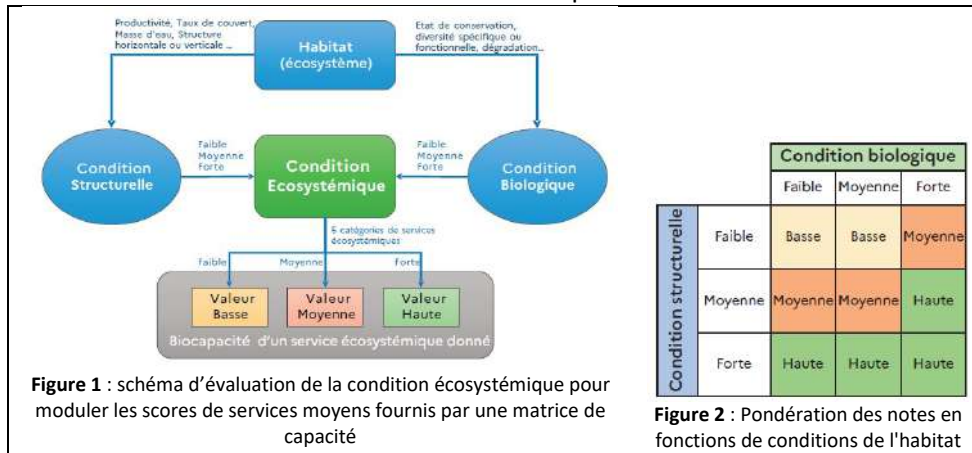 Productivité, Taux de couvert,
Masse d'eau, Structure
horizontale ou verticale ...
Habitat
(écosystème)
Etat de conservation,
diversité spécifique ou
fonctionnelle, dégradation...
Condition
Structurelle
Faible
Moyenne
Forte
Condition
Ecosystémique
Faible
Moyenne
Forte
Condition
Biologique
6 catégories de services
écosystémiques
Faible
Moyenne
Forte
Valeur
Basse
Valeur
Moyenne
Valeur
Haute
Biocapacité d'un service écosystémique donné
Figure 1 : schéma d'évaluation de la condition écosystémique pour
moduler les scores de services moyens fournis par une matrice de
capacité
Condition biologique
Faible Moyenne Forte
Condition structurelle
Faible Basse Basse Moyenne
Moyenne Moyenne Moyenne Haute
Forte Haute Haute Haute
Figure 2 : Pondération des notes en
fonctions de conditions de l'habitat